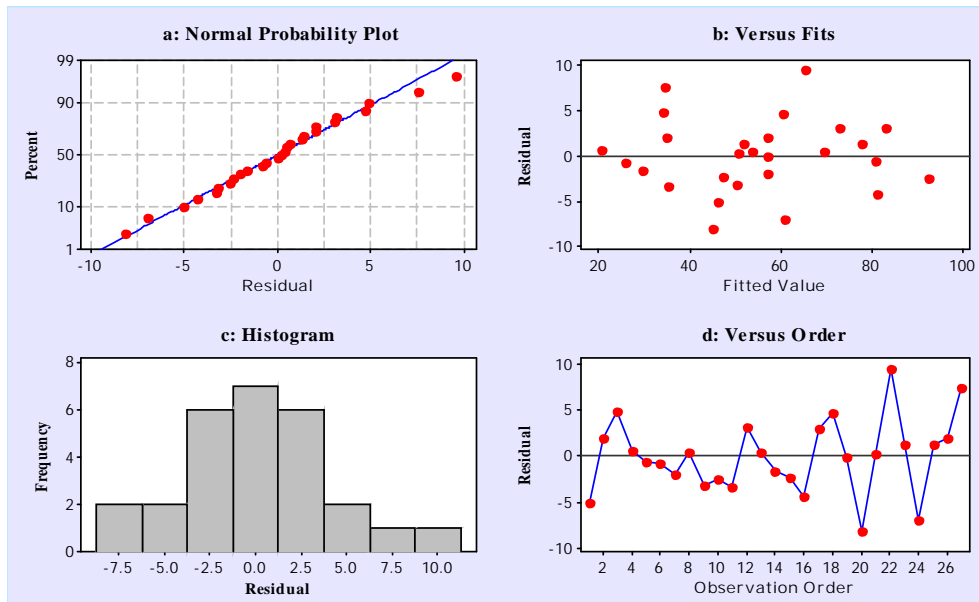 a: Normal Probability Plot
99
90
50
10
1
Percent
-10 -5 0 5 10
Residual
b: Versus Fits
10
5
0
-5
-10
Residual
20 40 60 80 100
Fitted Value
c: Histogram
8
6
4
2
0
Frequency
-7.5 -5.0 -2.5 0.0 2.5 5.0 7.5 10.0
Residual
d: Versus Order
10
5
0
-5
-10
Residual
2 4 6 8 10 12 14 16 18 20 22 24 26
Observation Order